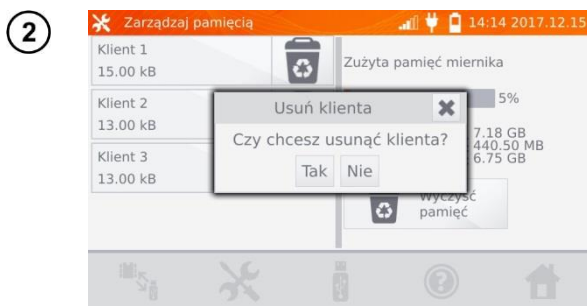 2
Zarządzaj pamięcią
14:14 2017.12.15
Klient 1
15.00 kB
Klient 2
13.00 kB
Klient 3
13.00 kB
Zużyta pamięć miernika
5%
7.18 GB
440.50 MB
6.75 GB
Usuń klienta
Czy chcesz usunąć klienta?
Tak Nie
Wyczyść
pamięć